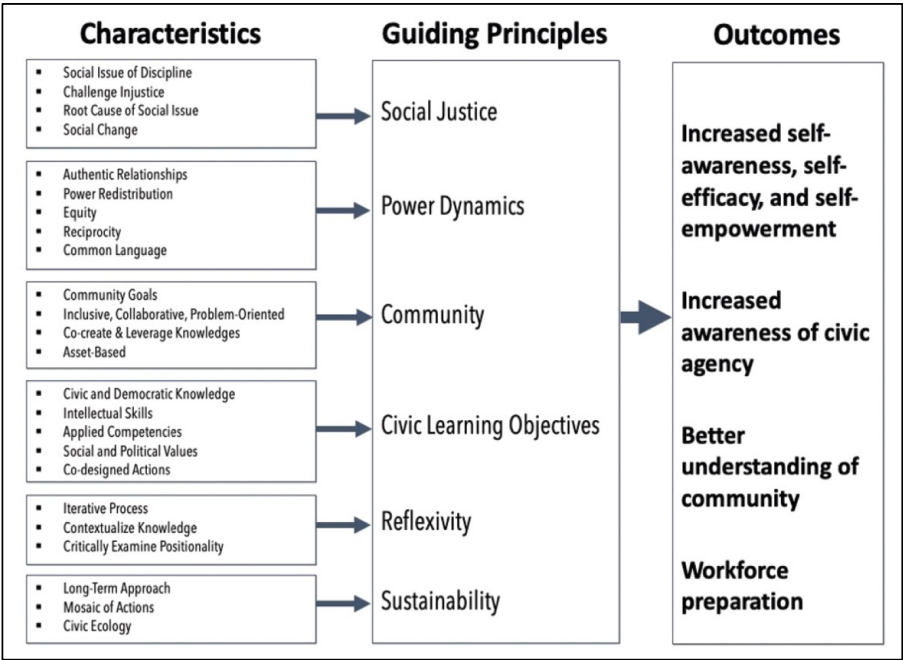 Characteristics
Social Issue of Discipline
Challenge Injustice
Root Cause of Social Issue
Social Change
Authentic Relationships
Power Redistribution
Equity
Reciprocity
Common Language
Community Goals
Inclusive, Collaborative, Problem-Oriented
Co-create & Leverage Knowledges
Asset-Based
Civic and Democratic Knowledge
Intellectual Skills
Applied Competencies
Social and Political Values
Co-designed Actions
Iterative Process
Contextualize Knowledge
Critically Examine Positionality
Long-Term Approach
Mosaic of Actions
Civic Ecology
Guiding Principles
Social Justice
Power Dynamics
Community
Civic Learning Objectives
Reflexivity
Sustainability
Outcomes
Increased self-
awareness, self-
efficacy, and self-
empowerment
Increased
awareness of civic
agency
Better
understanding of
community
Workforce
preparation